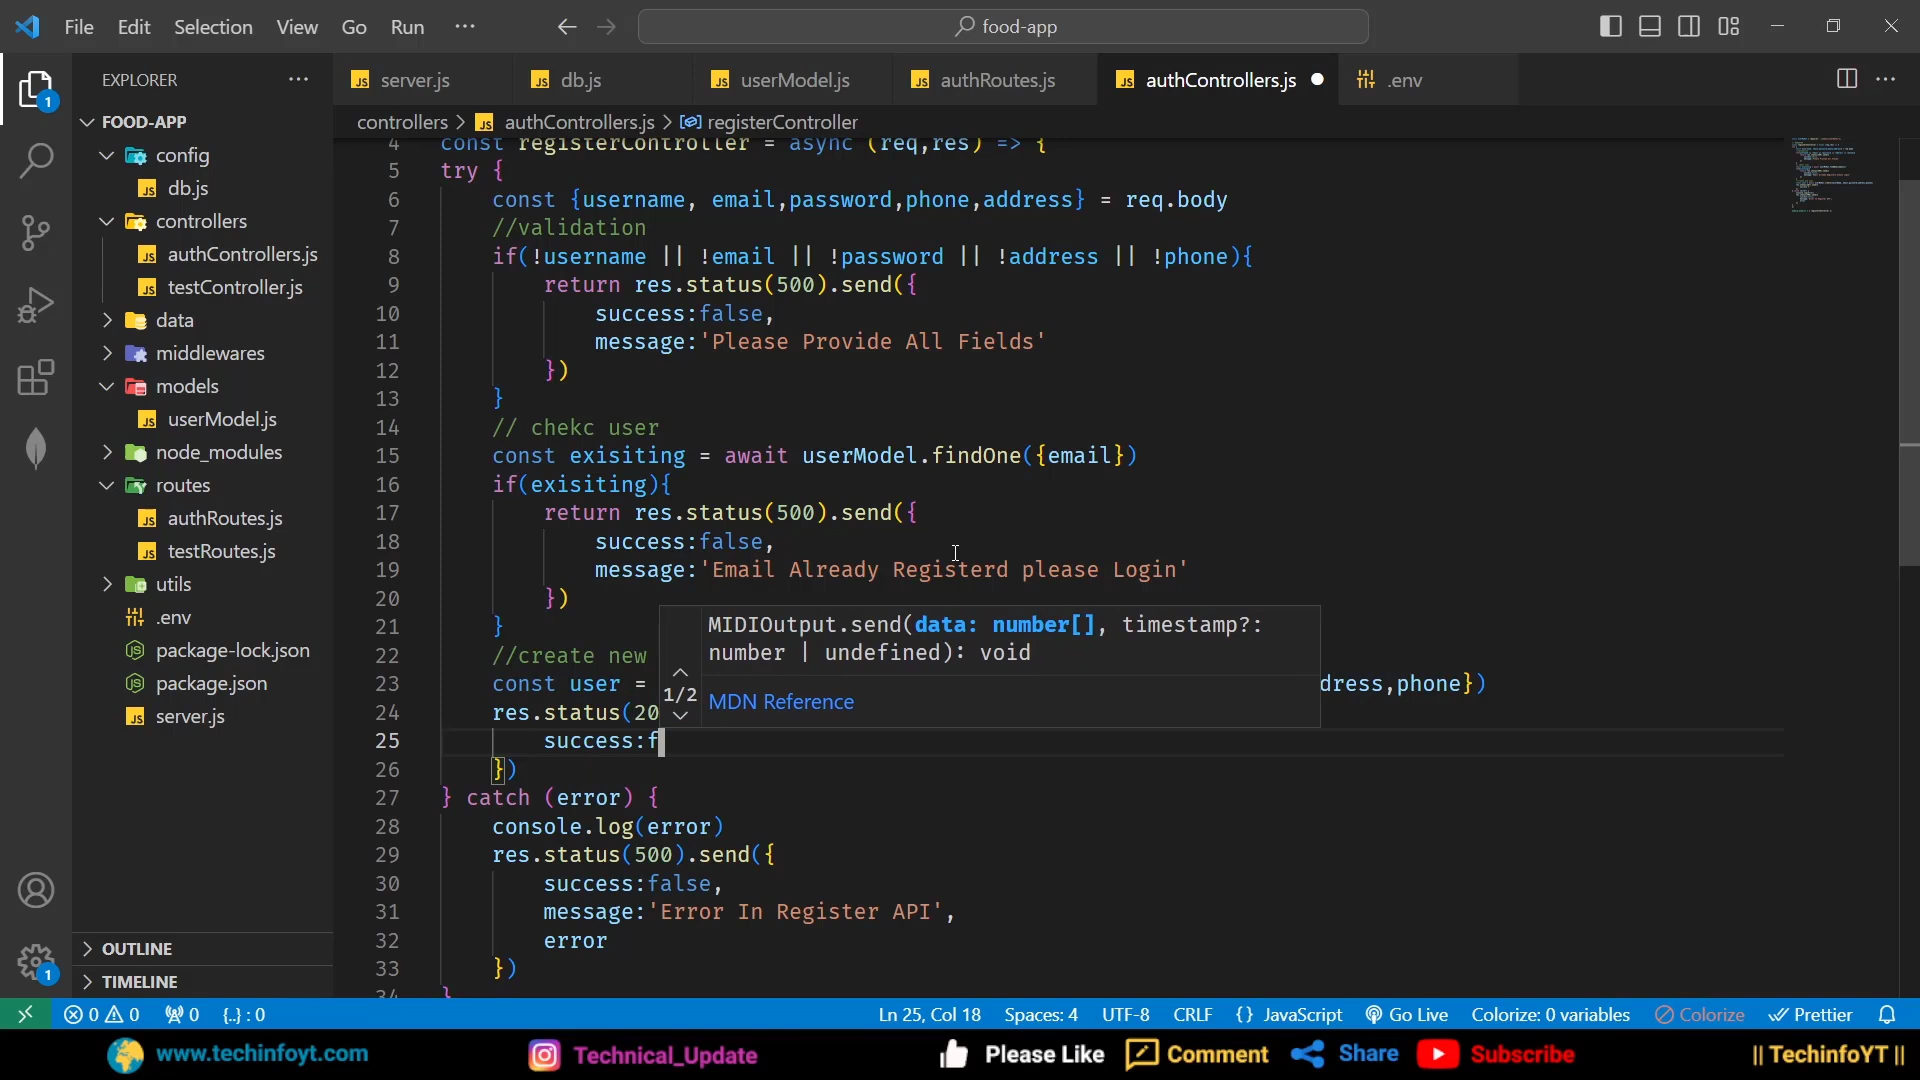 File Edit Selection View Go Run ··· food-app
EXPLORER ···
server.js db.js userModel.js authRoutes.js authControllers.js .env
FOOD-APP
config
db.js
controllers
authControllers.js
testController.js
data
middlewares
models
userModel.js
node_modules
routes
authRoutes.js
testRoutes.js
utils
.env
package-lock.json
package.json
server.js
OUTLINE
TIMELINE
controllers > authControllers.js > registerController
4 const registerController = async (req,res) => {
5 try {
6 const {username, email,password,phone,address} = req.body
7 //validation
8 if(!username || !email || !password || !address || !phone){
9 return res.status(500).send({
10 success:false,
11 message:'Please Provide All Fields'
12 })
13 }
14 // chekc user
15 const exisiting = await userModel.findOne({email})
16 if(exisiting){
17 return res.status(500).send({
18 success:false,
19 message:'Email Already Registerd please Login'
20 })
21 }
22 //create new
23 const user = dress,phone})
24 res.status(20
25 success:f
26 })
27 } catch (error) {
28 console.log(error)
29 res.status(500).send({
30 success:false,
31 message:'Error In Register API',
32 error
33 })
34 }
MIDIOutput.send(data: number[], timestamp?:
number | undefined): void
1/2 MDN Reference
1
1
0 0 0 {..} : 0 Ln 25, Col 18 Spaces: 4 UTF-8 CRLF {} JavaScript Go Live Colorize: 0 variables Colorize Prettier
www.techinfoyt.com Technical_Update Please Like Comment Share Subscribe || TechinfoYT ||